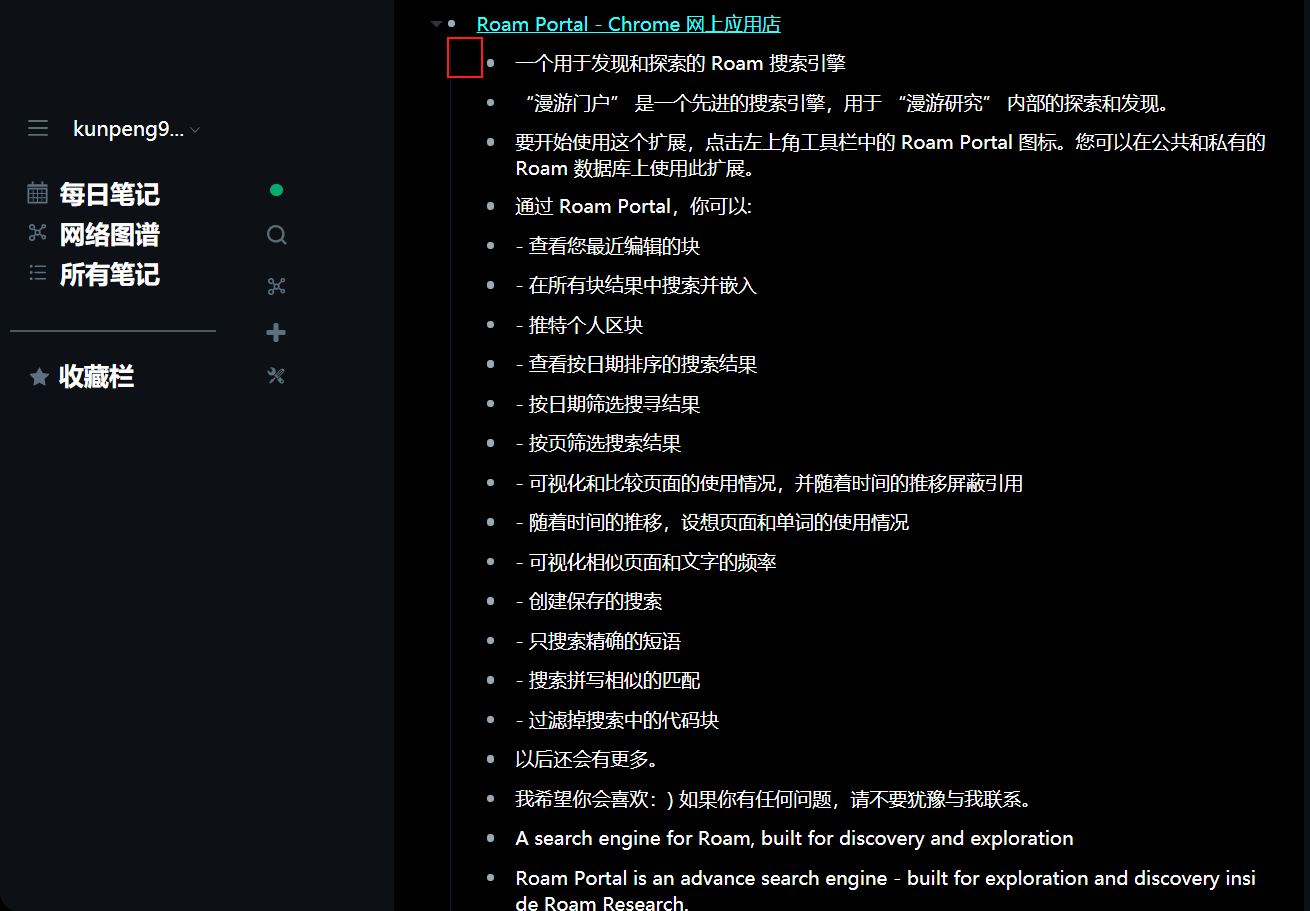 Roam Portal - Chrome 网上应用店
一个用于发现和探索的 Roam 搜索引擎
“漫游门户” 是一个先进的搜索引擎，用于 “漫游研究” 内部的探索和发现。
要开始使用这个扩展，点击左上角工具栏中的 Roam Portal 图标。您可以在公共和私有的
Roam 数据库上使用此扩展。
通过 Roam Portal，你可以:
- 查看您最近编辑的块
- 在所有块结果中搜索并嵌入
- 推特个人区块
- 查看按日期排序的搜索结果
- 按日期筛选搜寻结果
- 按页筛选搜索结果
- 可视化和比较页面的使用情况，并随着时间的推移屏蔽引用
- 随着时间的推移，设想页面和单词的使用情况
- 可视化相似页面和文字的频率
- 创建保存的搜索
- 只搜索精确的短语
- 搜索拼写相似的匹配
- 过滤掉搜索中的代码块
以后还会有更多。
我希望你会喜欢：) 如果你有任何问题，请不要犹豫与我联系。
A search engine for Roam, built for discovery and exploration
Roam Portal is an advance search engine - built for exploration and discovery insi
de Roam Research.
kunpeng9...
每日笔记
网络图谱
所有笔记
收藏栏